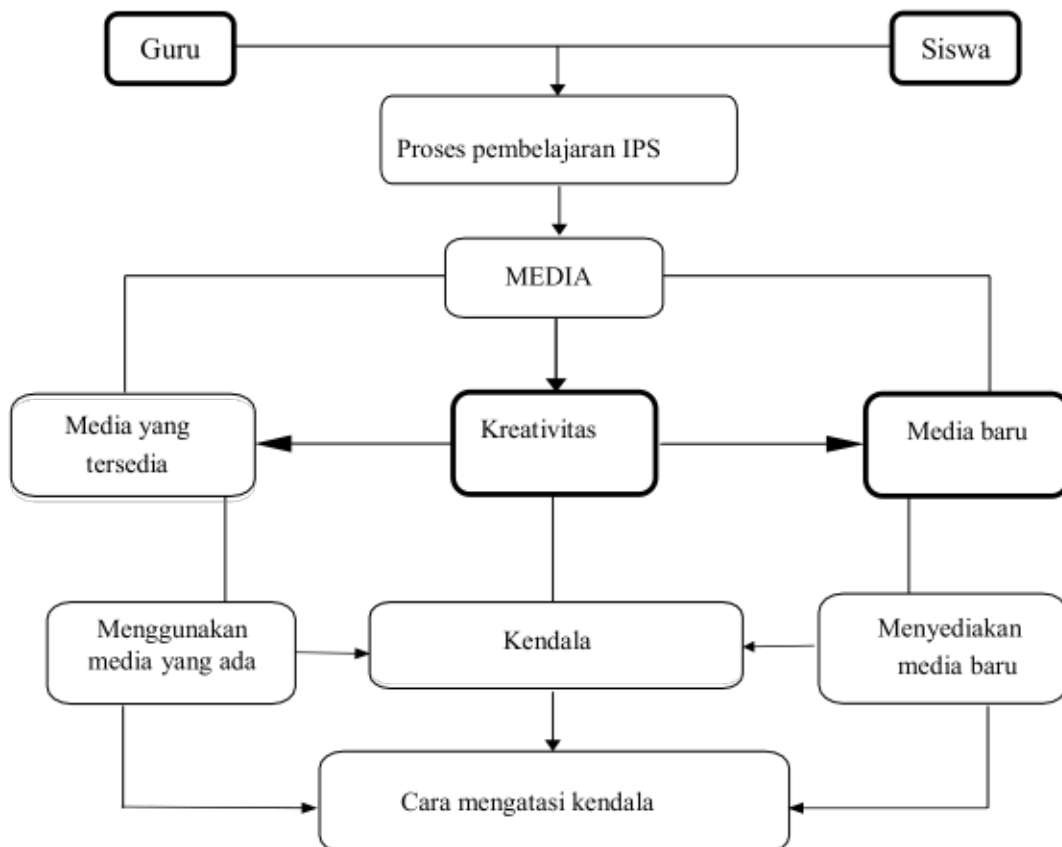 Guru
Siswa
Proses pembelajaran IPS
MEDIA
Media yang
tersedia
Kreativitas
Media baru
Menggunakan
media yang ada
Kendala
Menyediakan
media baru
Cara mengatasi kendala